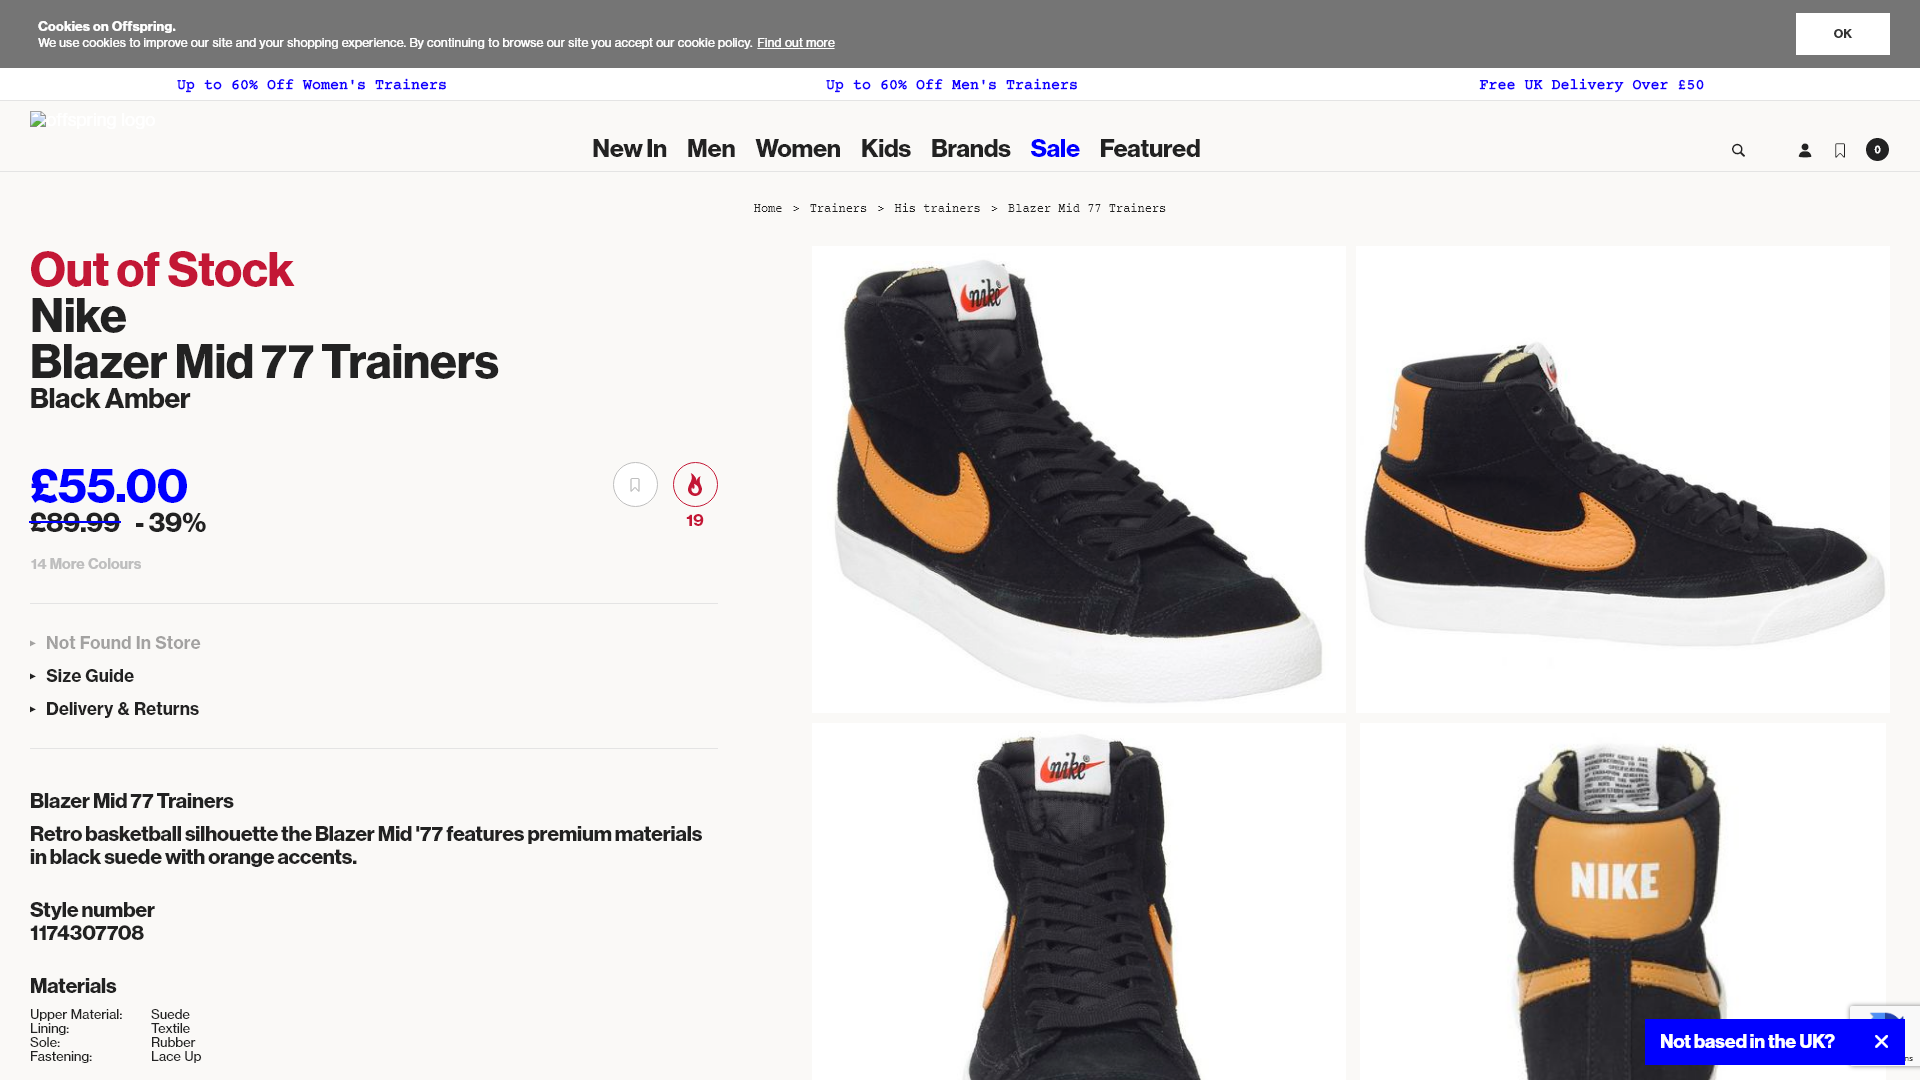 Cookies on Offspring.
We use cookies to improve our site and your shopping experience. By continuing to browse our site you accept our cookie policy. Find out more
OK
Up to 60% Off Women's Trainers
Up to 60% Off Men's Trainers
Free UK Delivery Over £50
offspring logo
New In
Men
Women
Kids
Brands
Sale
Featured
0
Home > Trainers > His trainers > Blazer Mid 77 Trainers
Out of Stock
Nike
Blazer Mid 77 Trainers
Black Amber
£55.00
£89.99 - 39%
19
14 More Colours
Not Found In Store
Size Guide
Delivery & Returns
Blazer Mid 77 Trainers
Retro basketball silhouette the Blazer Mid '77 features premium materials
in black suede with orange accents.
Style number
1174307708
Materials
Upper Material: Suede
Lining: Textile
Sole: Rubber
Fastening: Lace Up
nike
nike
NIKE
Not based in the UK?